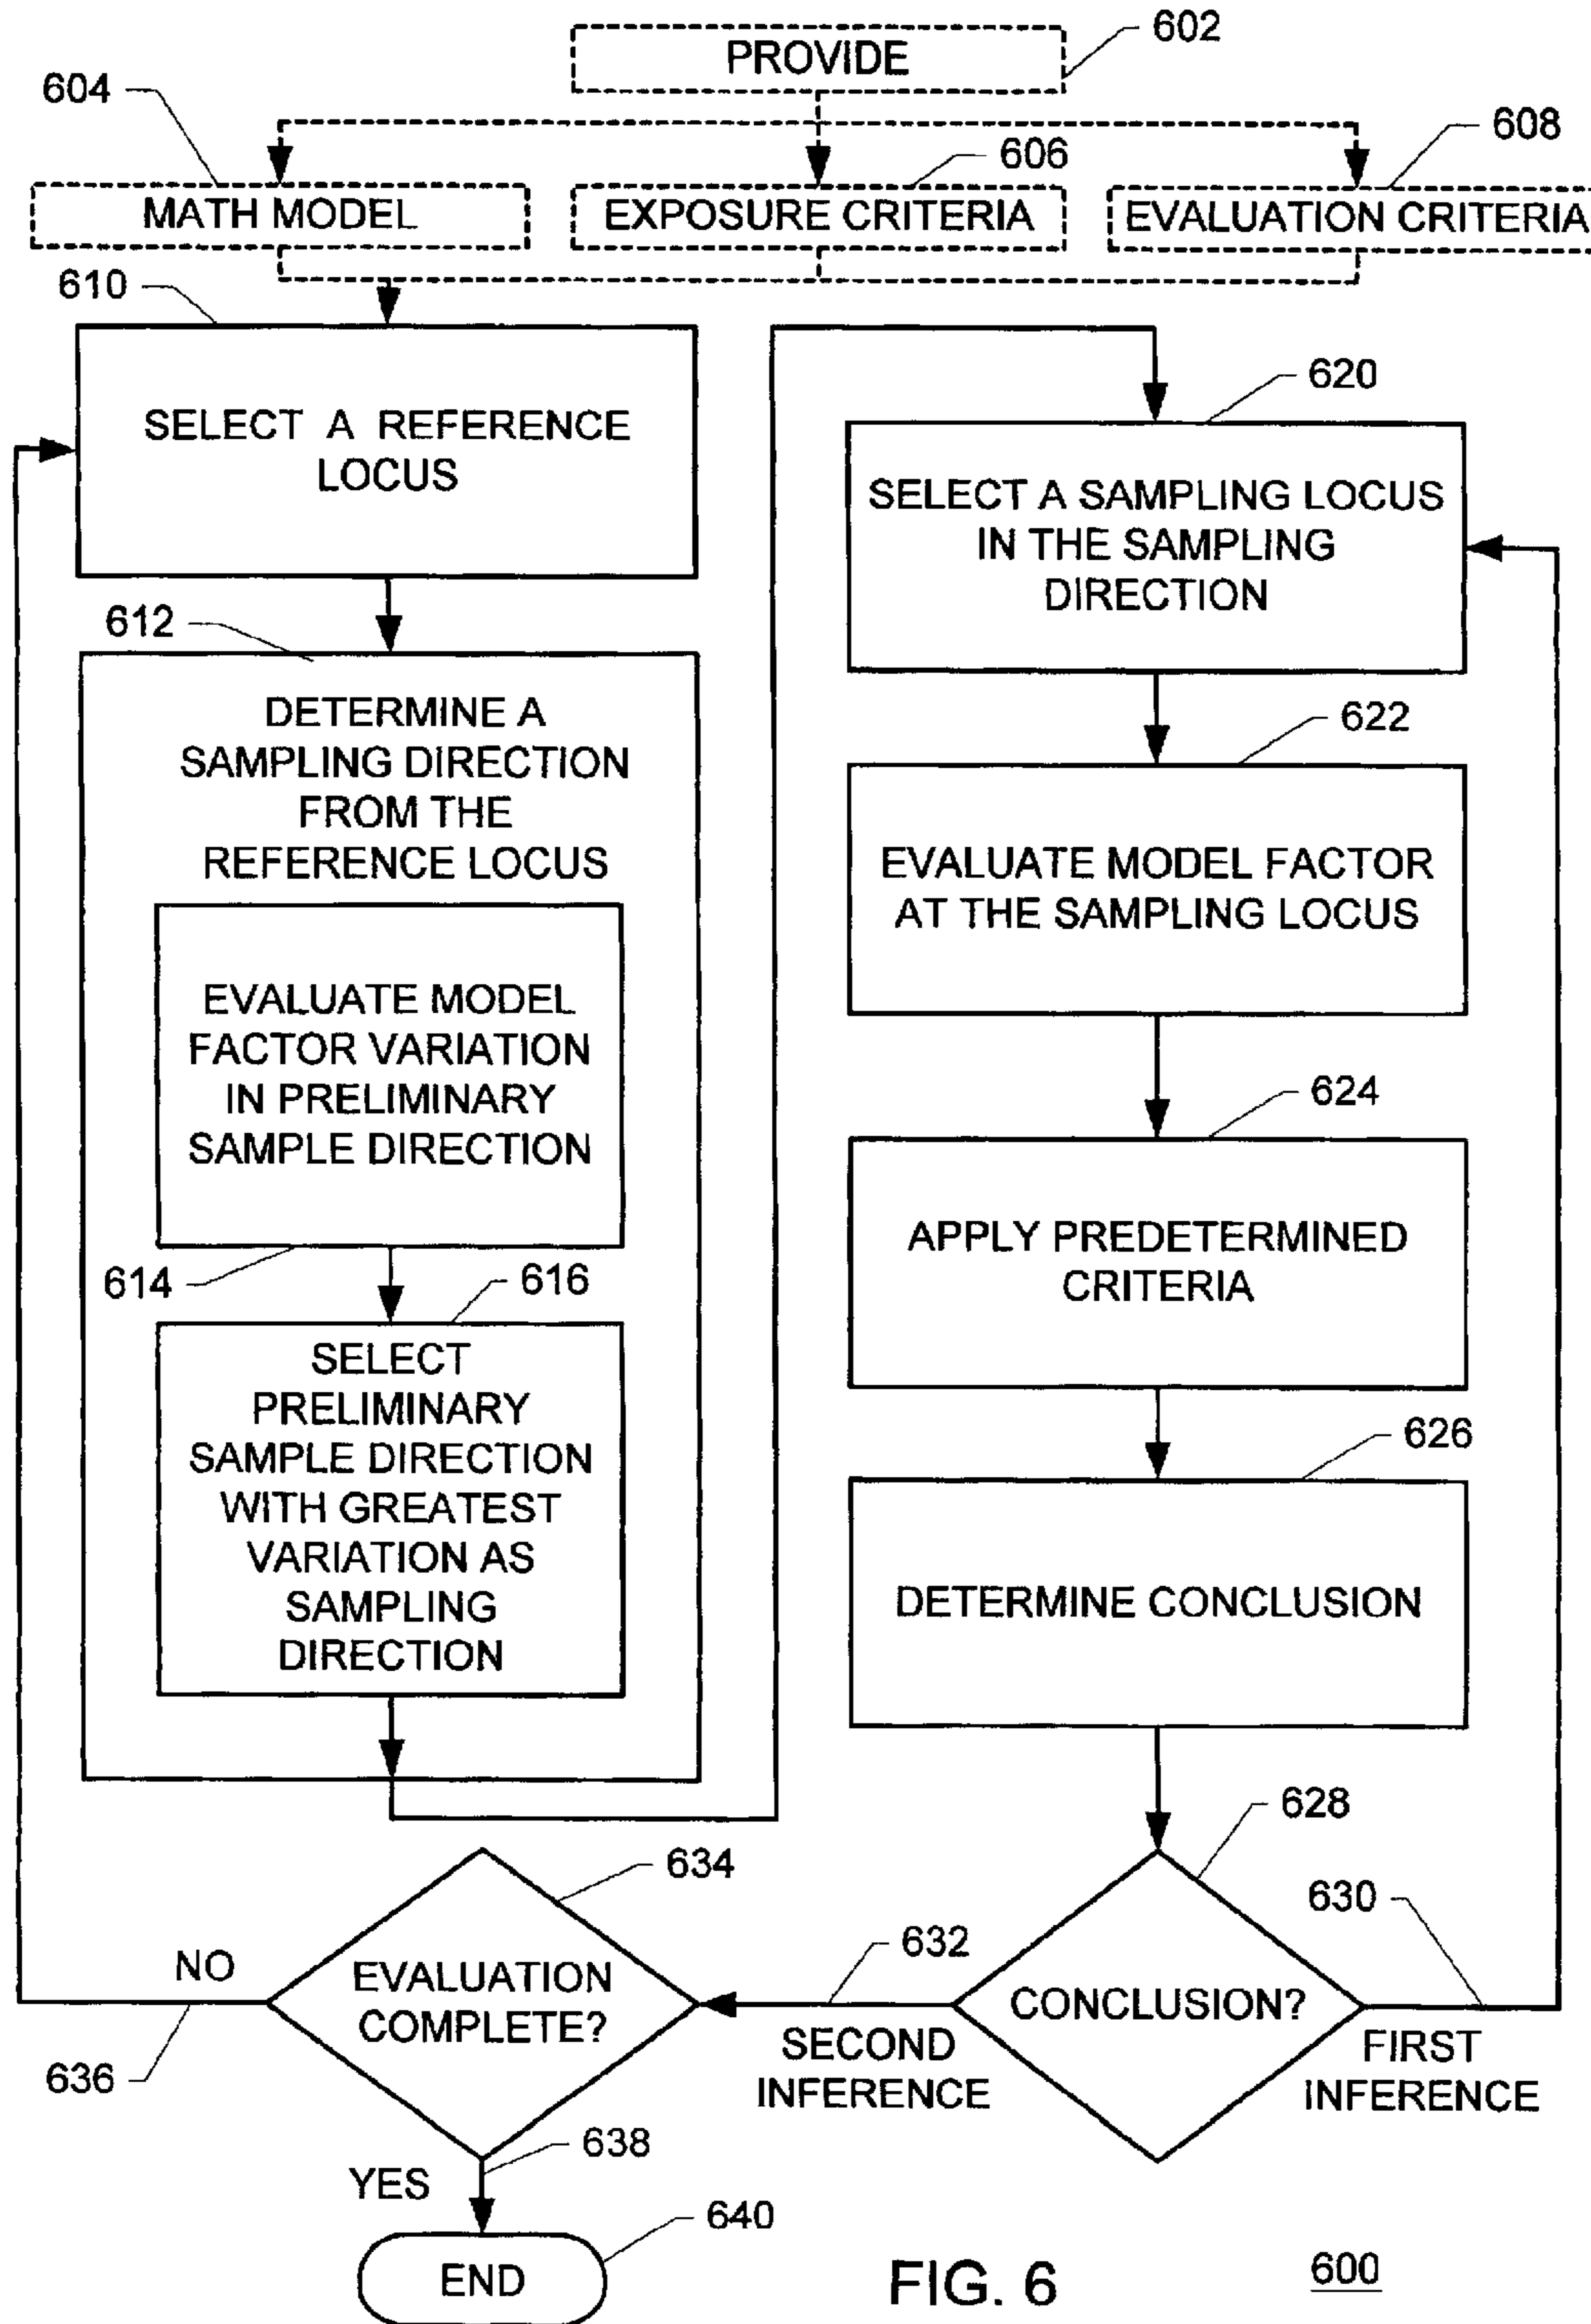 PROVIDE
602
604
606
608
MATH MODEL
EXPOSURE CRITERIA
EVALUATION CRITERIA
610
SELECT A REFERENCE
LOCUS
612
DETERMINE A
SAMPLING DIRECTION
FROM THE
REFERENCE LOCUS
EVALUATE MODEL
FACTOR VARIATION
IN PRELIMINARY
SAMPLE DIRECTION
614
616
SELECT
PRELIMINARY
SAMPLE DIRECTION
WITH GREATEST
VARIATION AS
SAMPLING
DIRECTION
620
SELECT A SAMPLING LOCUS
IN THE SAMPLING
DIRECTION
622
EVALUATE MODEL FACTOR
AT THE SAMPLING LOCUS
624
APPLY PREDETERMINED
CRITERIA
626
DETERMINE CONCLUSION
628
CONCLUSION?
630
FIRST
INFERENCE
632
SECOND
INFERENCE
634
EVALUATION
COMPLETE?
NO
636
638
YES
640
END
FIG. 6
600